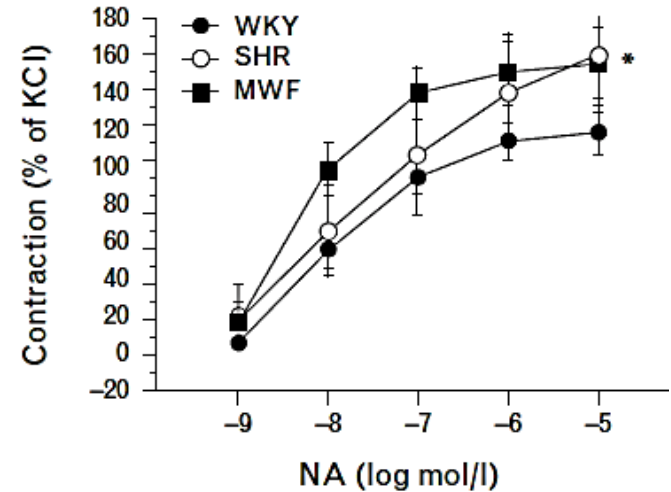 180
160
140
120
100
80
60
40
20
0
–20
WKY
SHR
MWF
*
Contraction (% of KCI)
–9 –8 –7 –6 –5
NA (log mol/l)